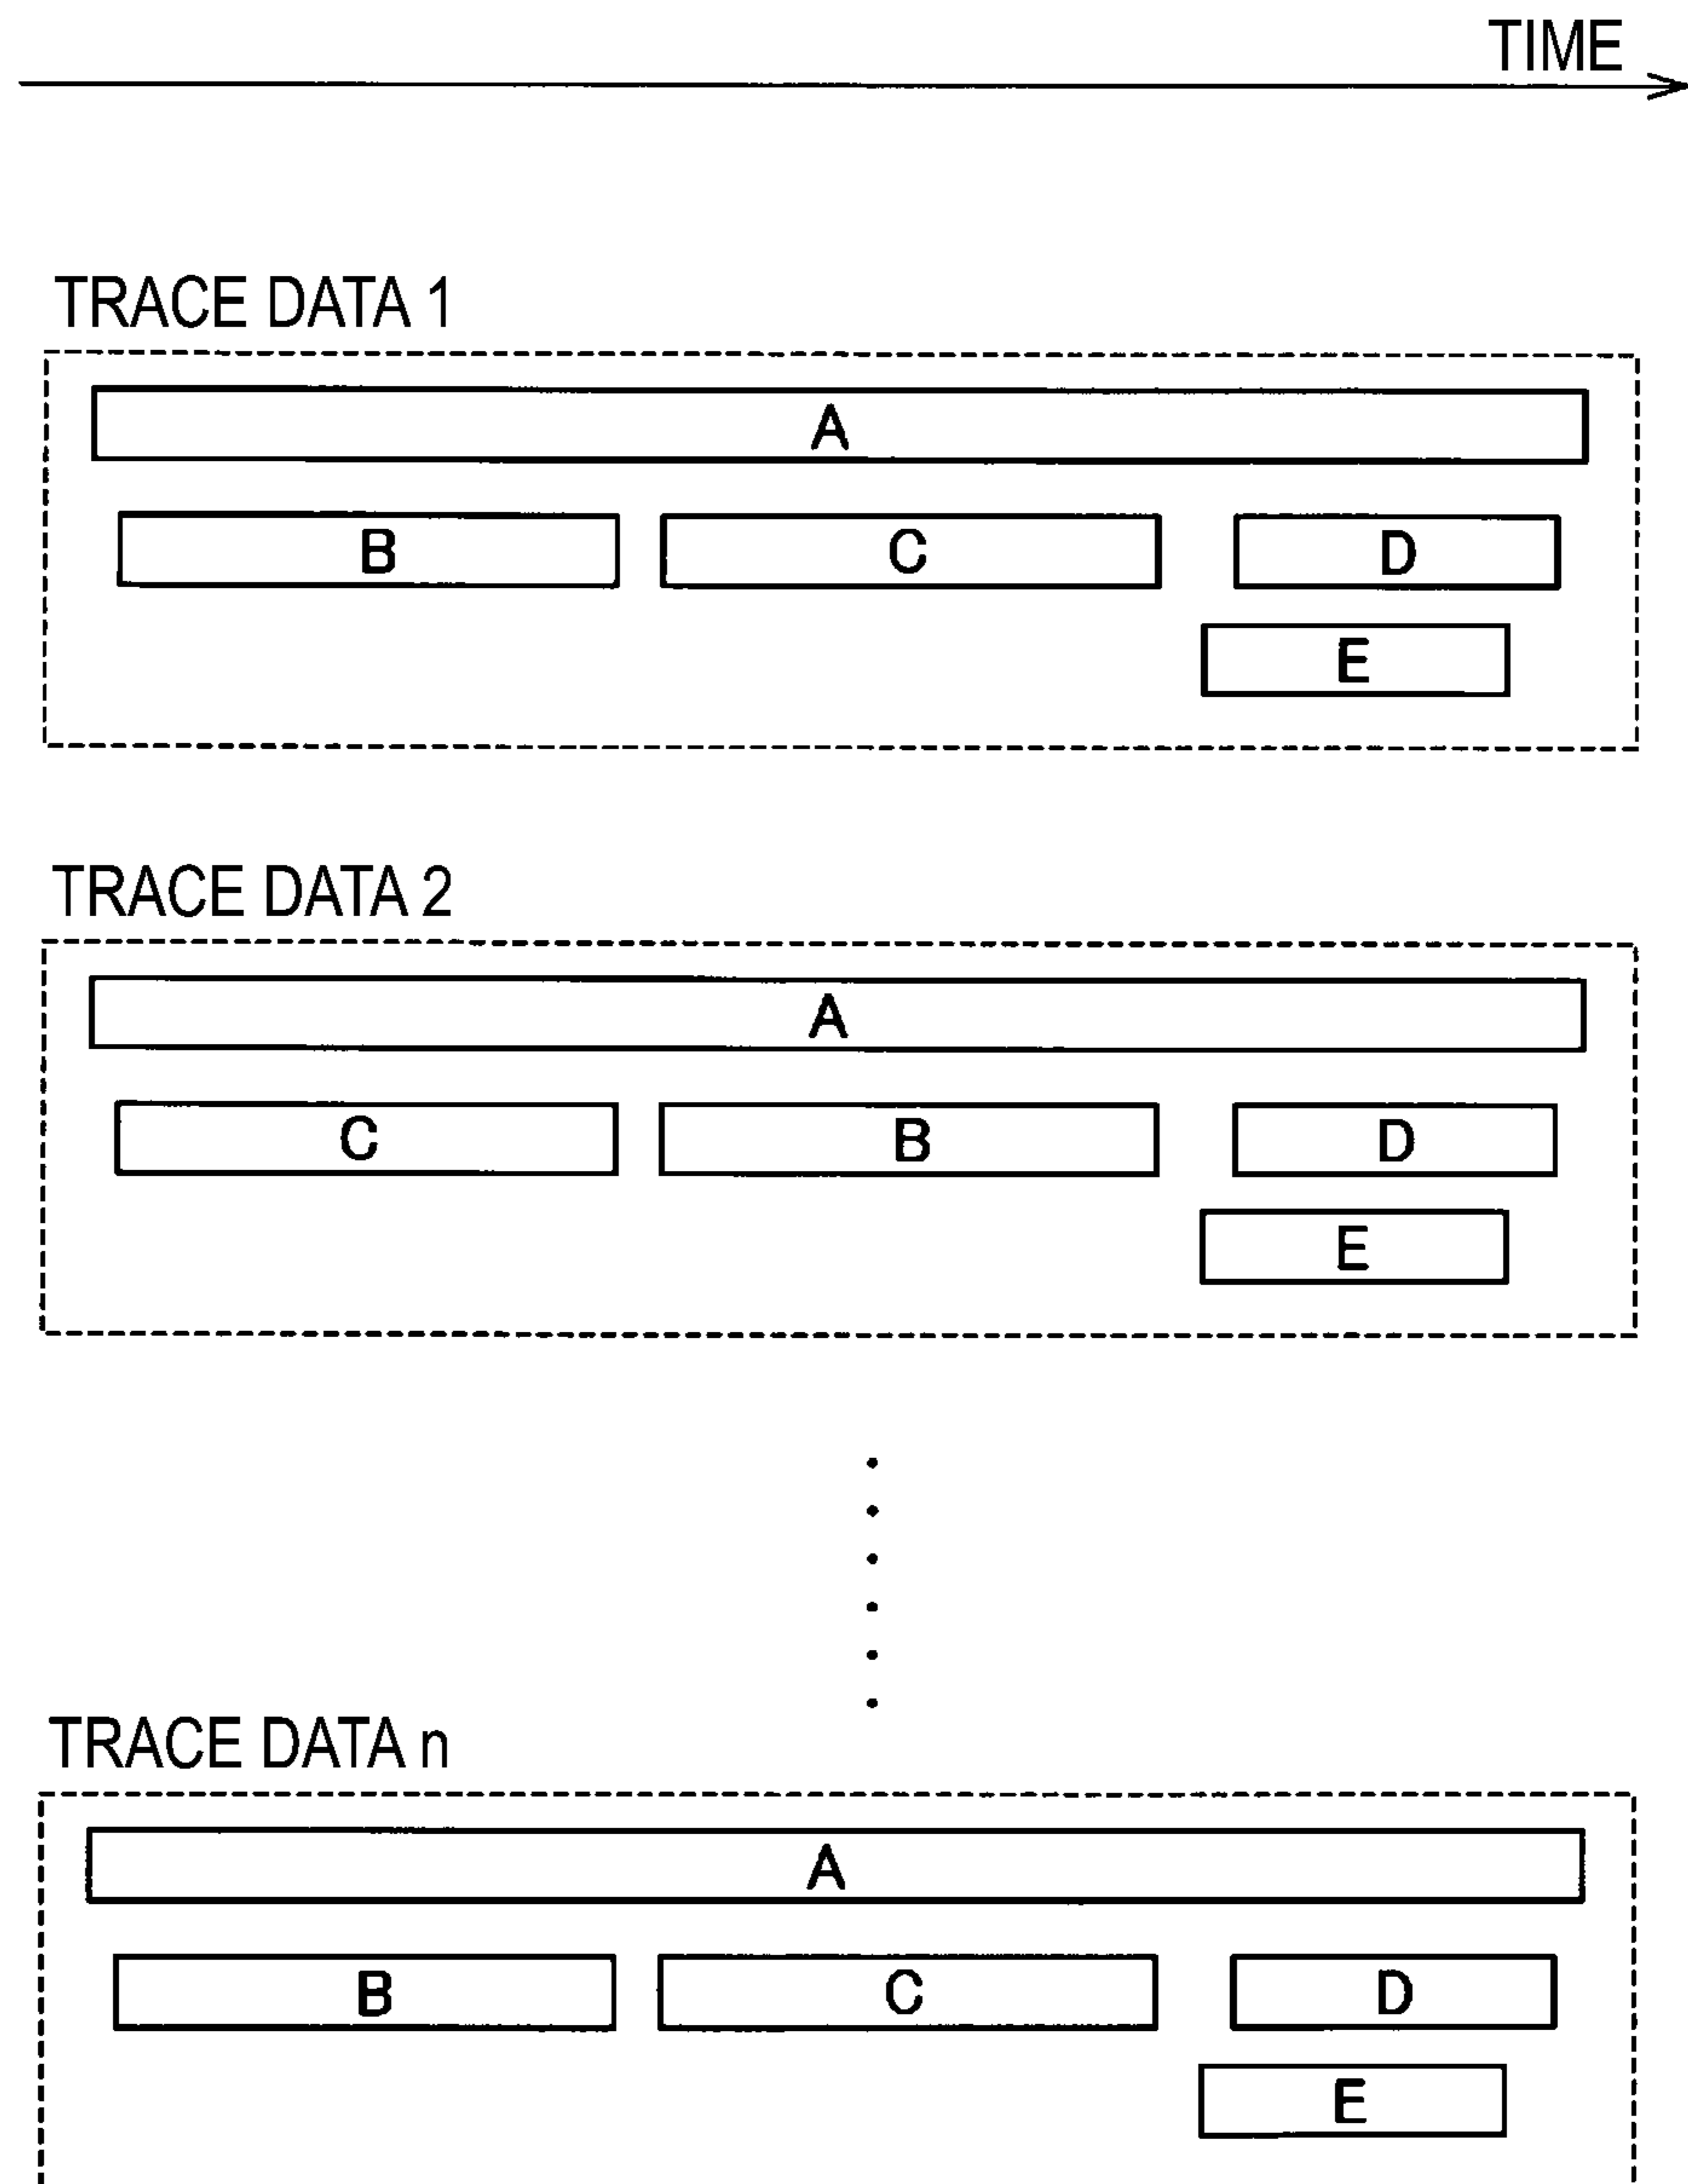 TIME
TRACE DATA 1
A
B C D
E
TRACE DATA 2
A
C B D
E
TRACE DATA n
A
B C D
E